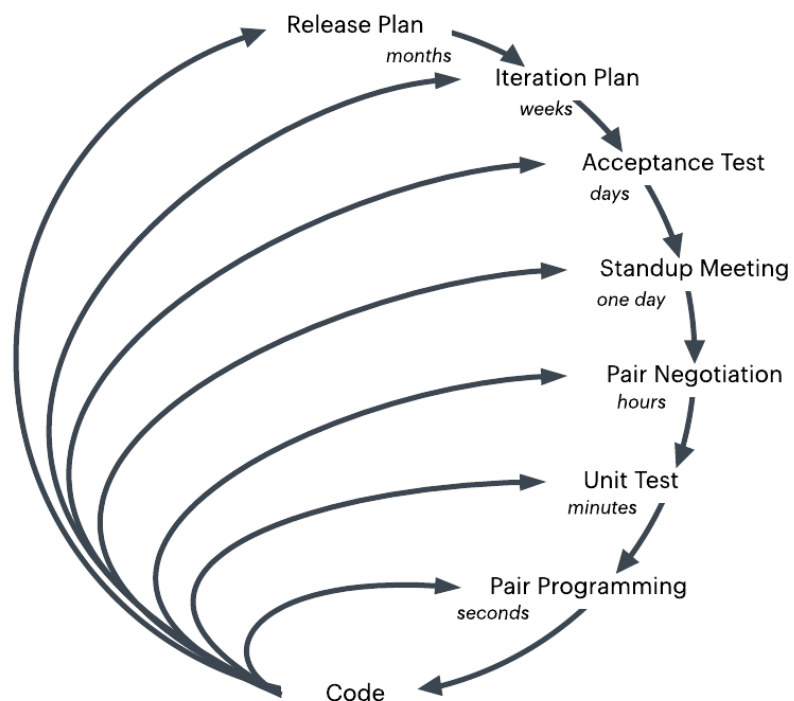 Release Plan
months
Iteration Plan
weeks
Acceptance Test
days
Standup Meeting
one day
Pair Negotiation
hours
Unit Test
minutes
Pair Programming
seconds
Code